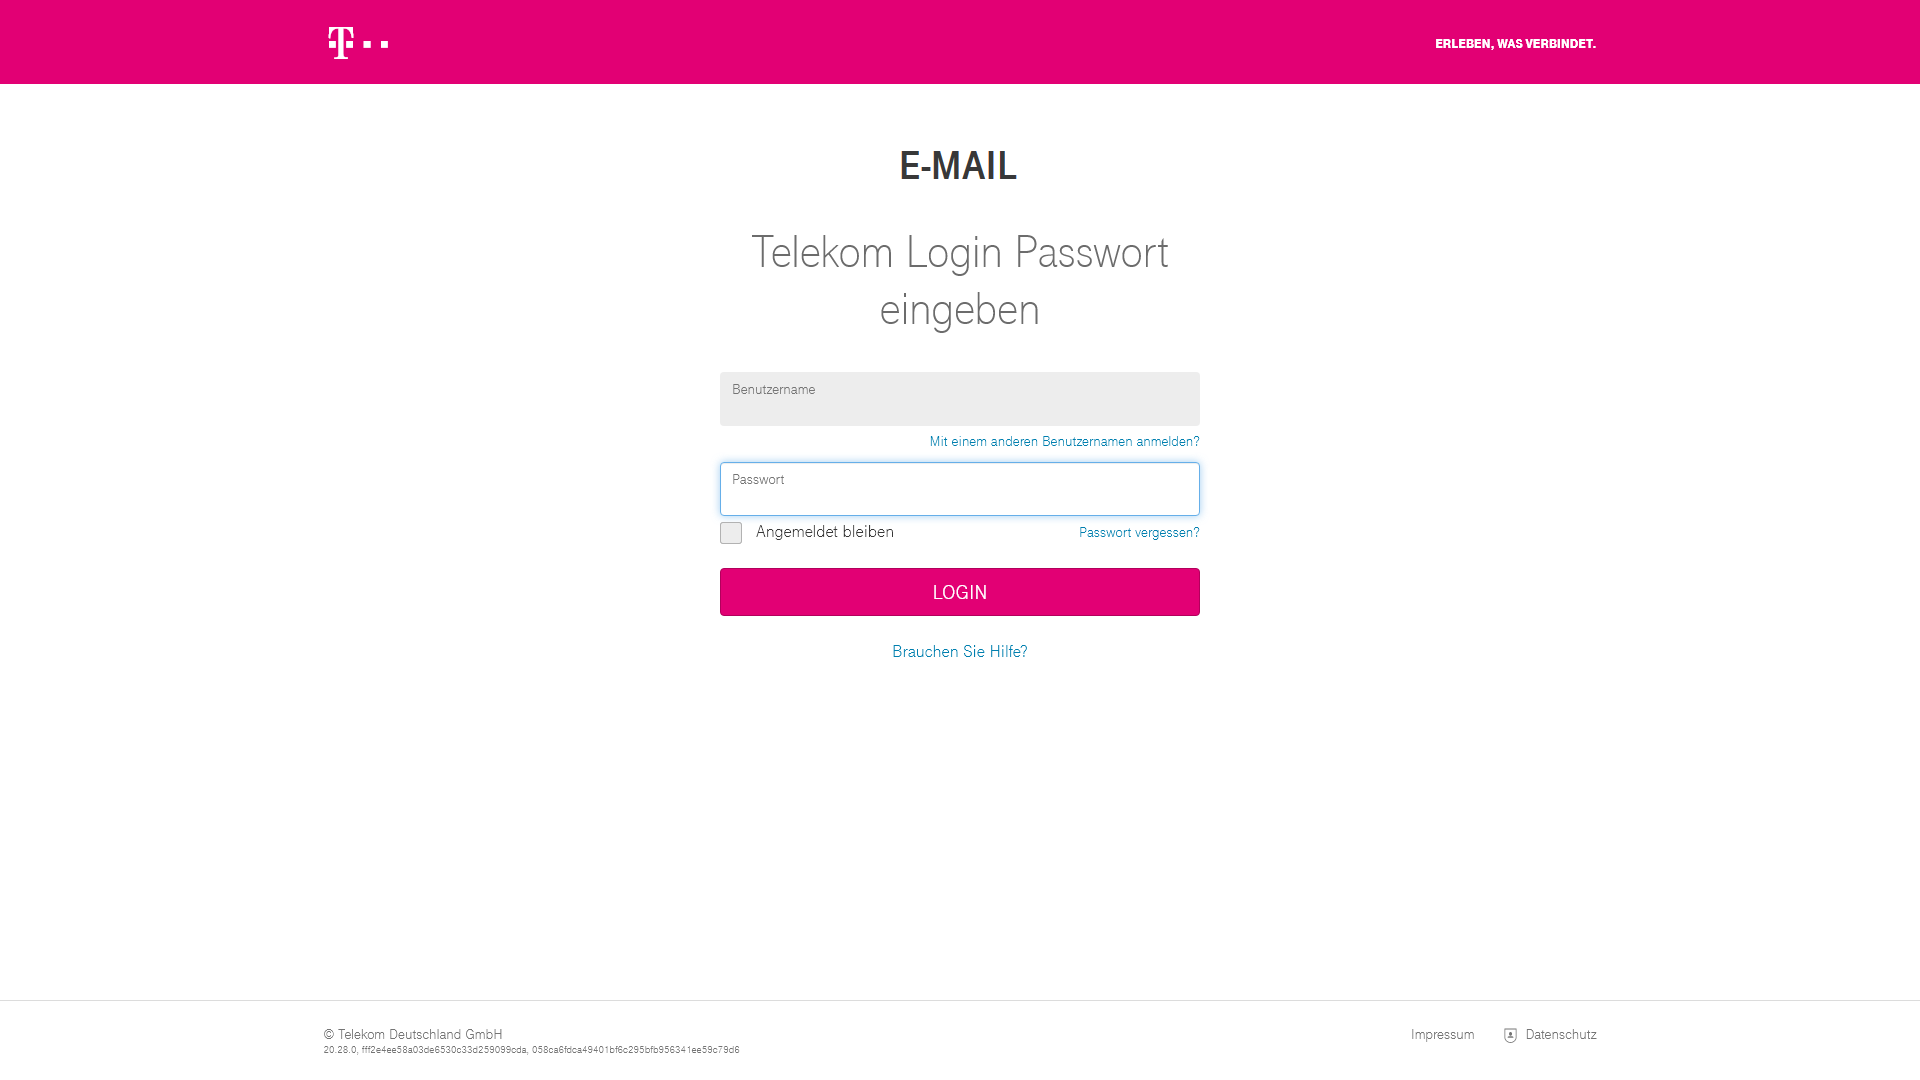 T
ERLEBEN, WAS VERBINDET.
E-MAIL
Telekom Login Passwort
eingeben
Benutzername
Mit einem anderen Benutzernamen anmelden?
Passwort
Angemeldet bleiben
Passwort vergessen?
LOGIN
Brauchen Sie Hilfe?
© Telekom Deutschland GmbH
20.28.0, fff2e4ee58a03de6530c33d259099cda, 058ca6fdca49401bf6c295bfb956341ee59c79d6
Impressum
Datenschutz